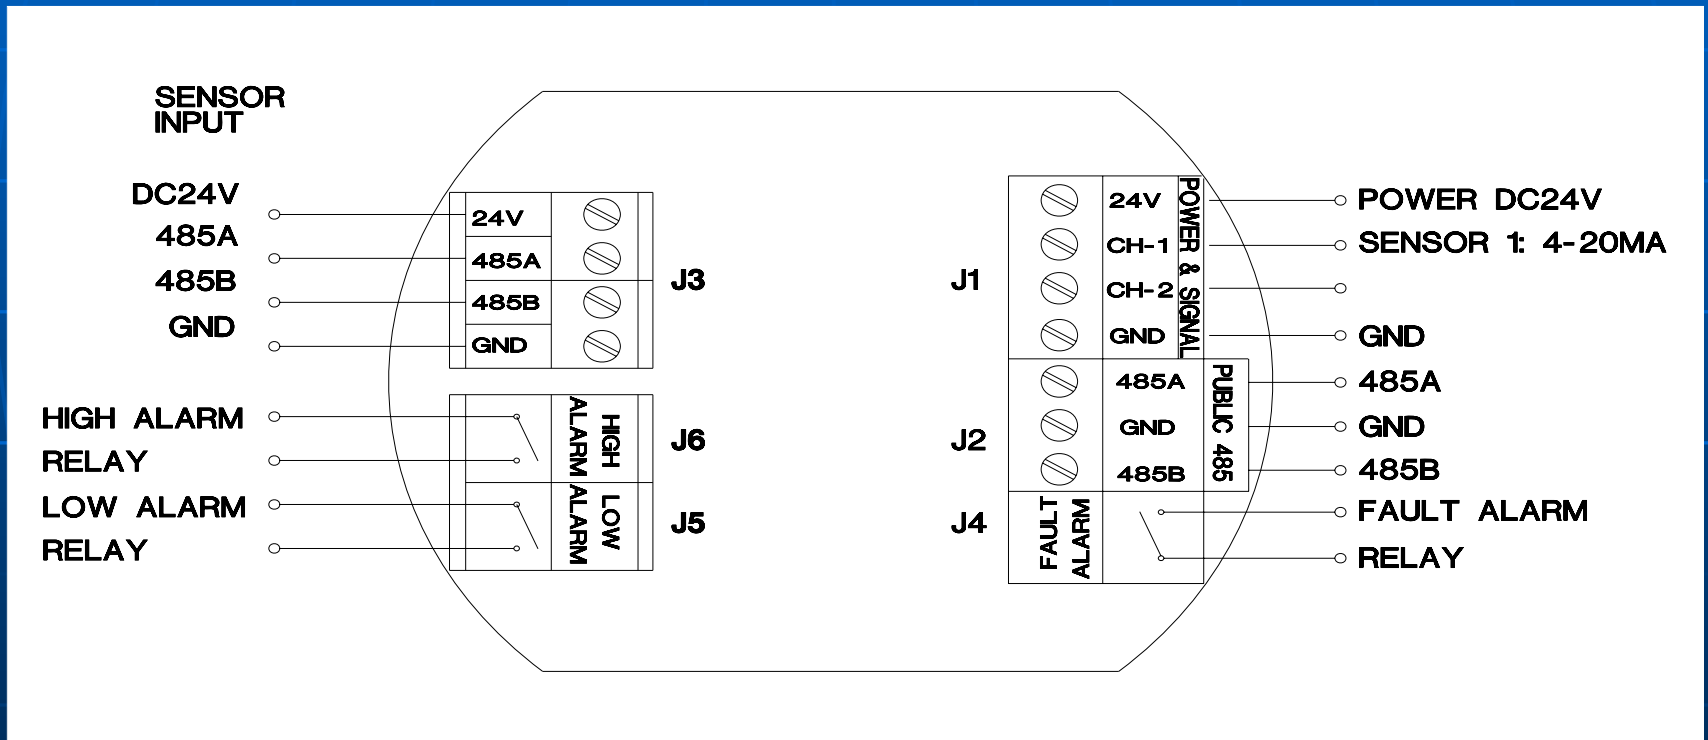 SENSOR
INPUT
DC24V
485A
485B
GND
HIGH ALARM
RELAY
LOW ALARM
RELAY
24V
485A
485B
GND
J3
HIGH
ALARM
J6
LOW
ALARM
J5
J1
24V
CH-1
CH-2
GND
POWER & SIGNAL
J2
485A
GND
485B
PUBLIC 485
J4
FAULT
ALARM
POWER DC24V
SENSOR 1: 4-20MA
GND
485A
GND
485B
FAULT ALARM
RELAY